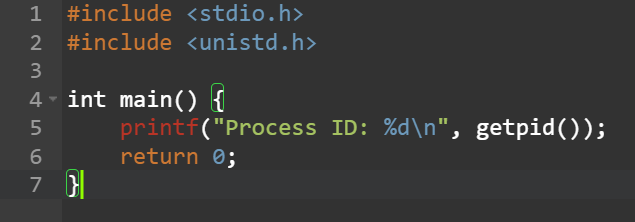 1 #include <stdio.h>
2 #include <unistd.h>
3
4 int main() {
5     printf("Process ID: %d\n", getpid());
6     return 0;
7 }